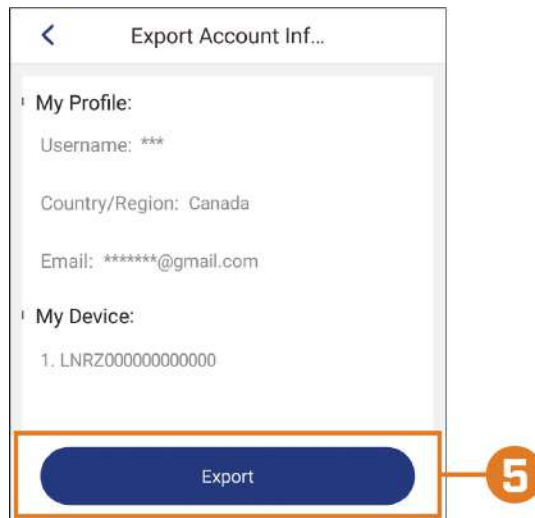 Export Account Inf...
My Profile:
Username: ***
Country/Region: Canada
Email: *******@gmail.com
My Device:
1. LNRZ000000000000
Export
5